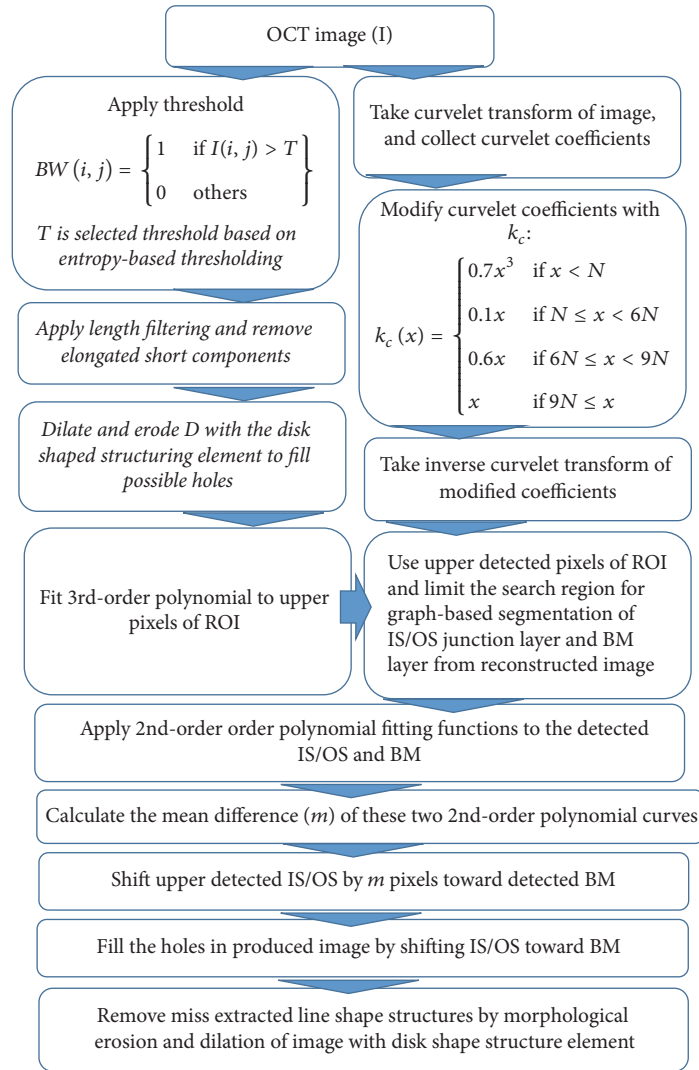 OCT image (I)
Apply threshold
BW (i, j) = { 1 if I(i, j) > T
0 others }
T is selected threshold based on
entropy-based thresholding
Apply length filtering and remove
elongated short components
Dilate and erode D with the disk
shaped structuring element to fill
possible holes
Fit 3rd-order polynomial to upper
pixels of ROI
Take curvelet transform of image,
and collect curvelet coefficients
Modify curvelet coefficients with
k_c:
k_c (x) = { 0.7x³ if x < N
0.1x if N ≤ x < 6N
0.6x if 6N ≤ x < 9N
x if 9N ≤ x
Take inverse curvelet transform of
modified coefficients
Use upper detected pixels of ROI
and limit the search region for
graph-based segmentation of
IS/OS junction layer and BM
layer from reconstructed image
Apply 2nd-order order polynomial fitting functions to the detected
IS/OS and BM
Calculate the mean difference (m) of these two 2nd-order polynomial curves
Shift upper detected IS/OS by m pixels toward detected BM
Fill the holes in produced image by shifting IS/OS toward BM
Remove miss extracted line shape structures by morphological
erosion and dilation of image with disk shape structure element